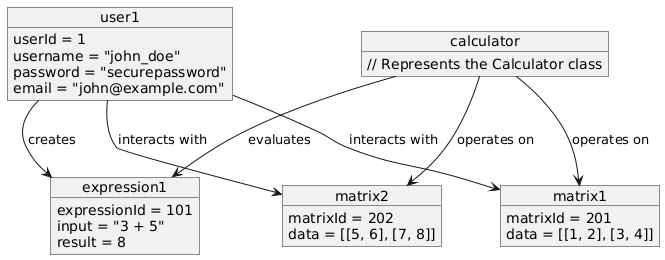 user1
userId = 1
username = "john_doe"
password = "securepassword"
email = "john@example.com"
calculator
// Represents the Calculator class
creates
interacts with
evaluates
interacts with
operates on
operates on
expression1
expressionId = 101
input = "3 + 5"
result = 8
matrix2
matrixId = 202
data = [[5, 6], [7, 8]]
matrix1
matrixId = 201
data = [[1, 2], [3, 4]]